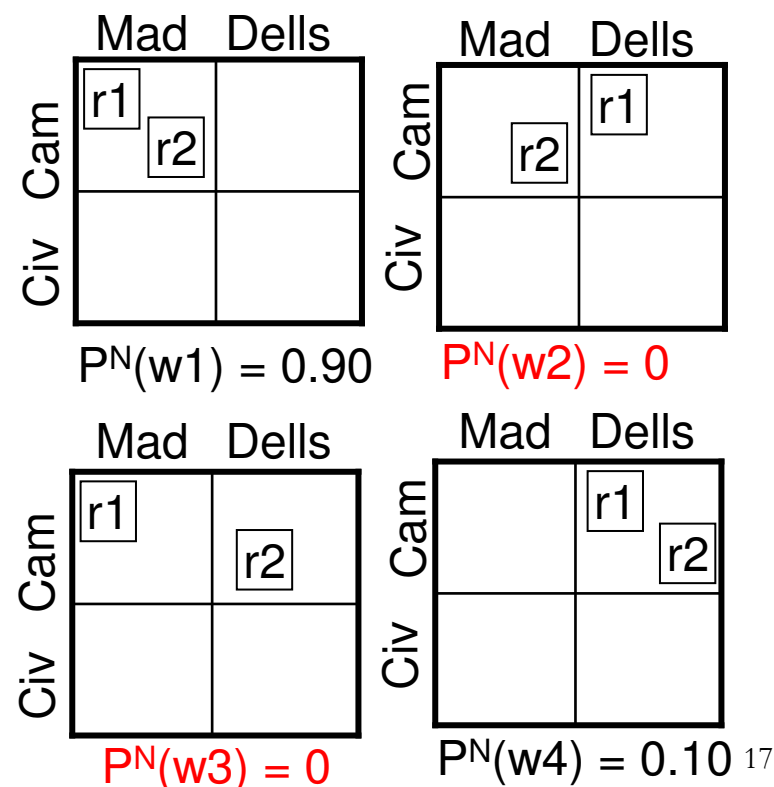 Mad Dells
Cam
r1
r2
Civ
Pᴺ(w1) = 0.90
Mad Dells
Cam
r1
r2
Civ
Pᴺ(w2) = 0
Mad Dells
Cam
r1
r2
Civ
Pᴺ(w3) = 0
Mad Dells
Cam
r1
r2
Civ
Pᴺ(w4) = 0.10
17